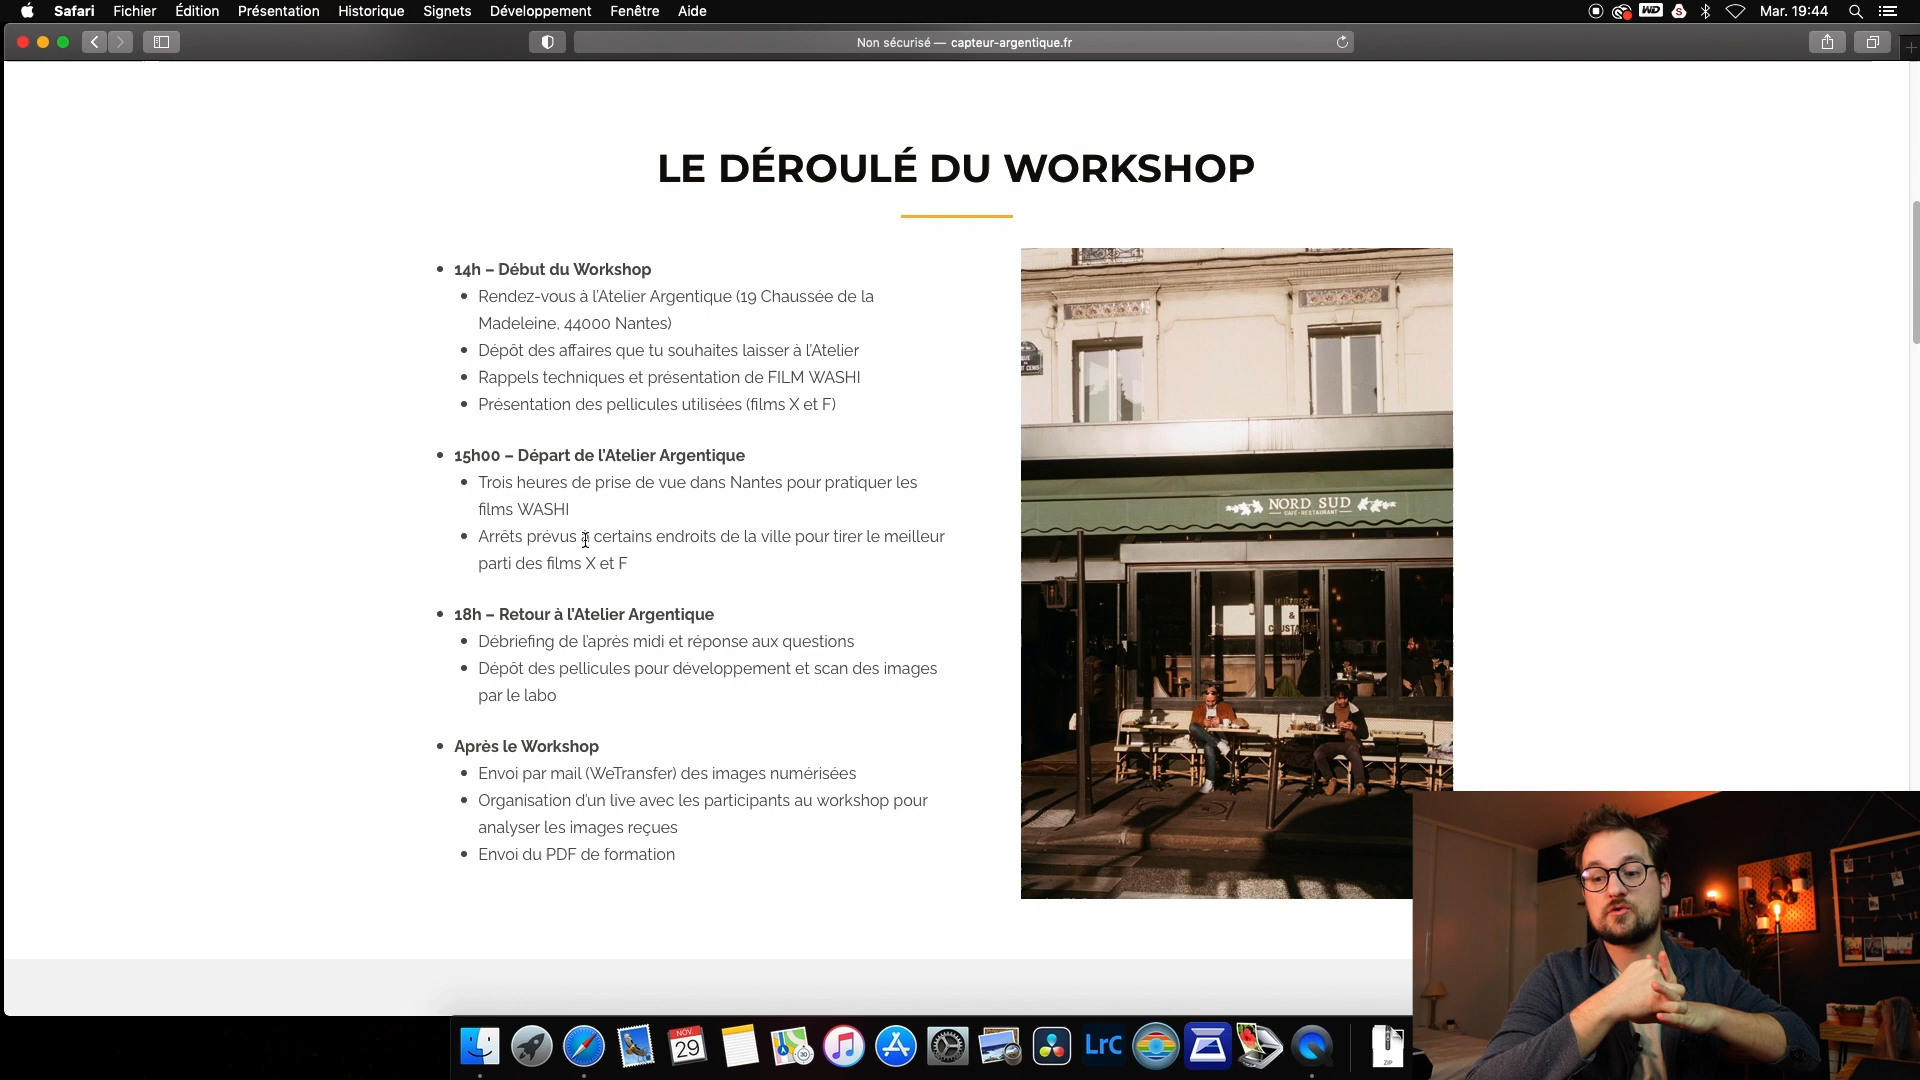 Safari Fichier Édition Présentation Historique Signets Développement Fenêtre Aide
WD S Mar. 19:44
Non sécurisé — capteur-argentique.fr
LE DÉROULÉ DU WORKSHOP
14h – Début du Workshop
Rendez-vous à l'Atelier Argentique (19 Chaussée de la
Madeleine, 44000 Nantes)
Dépôt des affaires que tu souhaites laisser à l'Atelier
Rappels techniques et présentation de FILM WASHI
Présentation des pellicules utilisées (films X et F)
15h00 – Départ de l'Atelier Argentique
Trois heures de prise de vue dans Nantes pour pratiquer les
films WASHI
Arrêts prévus à certains endroits de la ville pour tirer le meilleur
parti des films X et F
18h – Retour à l'Atelier Argentique
Débriefing de l'après midi et réponse aux questions
Dépôt des pellicules pour développement et scan des images
par le labo
Après le Workshop
Envoi par mail (WeTransfer) des images numérisées
Organisation d'un live avec les participants au workshop pour
analyser les images reçues
Envoi du PDF de formation
NORD SUD
CAFÉ-RESTAURANT
HUÎTRES
&
NOV.
29
LrC
ZIP